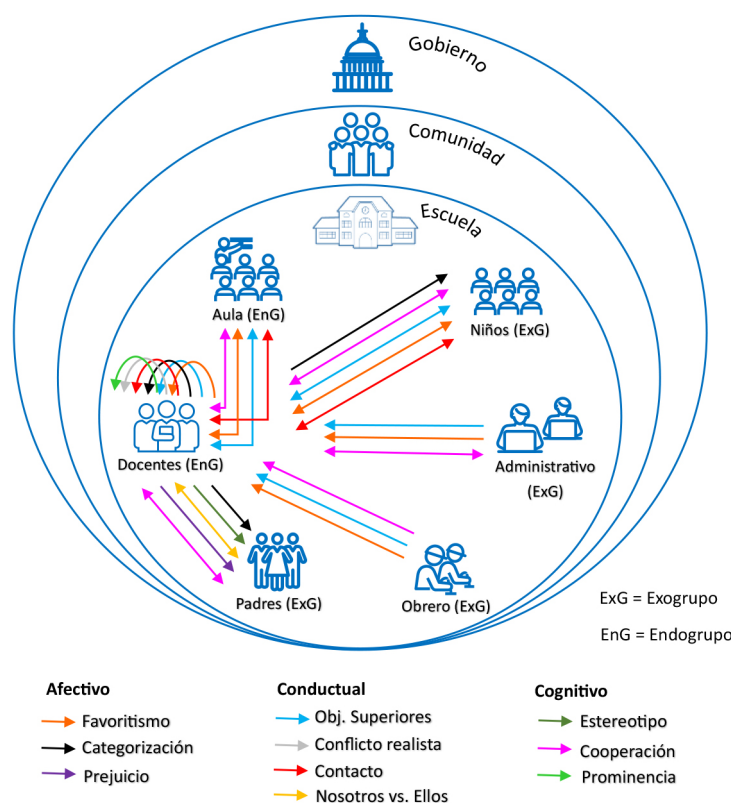 Gobierno
Comunidad
Escuela
Aula (EnG)
Niños (ExG)
Docentes (EnG)
Administrativo
(ExG)
Padres (ExG)
Obrero (ExG)
ExG = Exogrupo
EnG = Endogrupo
Afectivo
Favoritismo
Categorización
Prejuicio
Conductual
Obj. Superiores
Conflicto realista
Contacto
Nosotros vs. Ellos
Cognitivo
Estereotipo
Cooperación
Prominencia